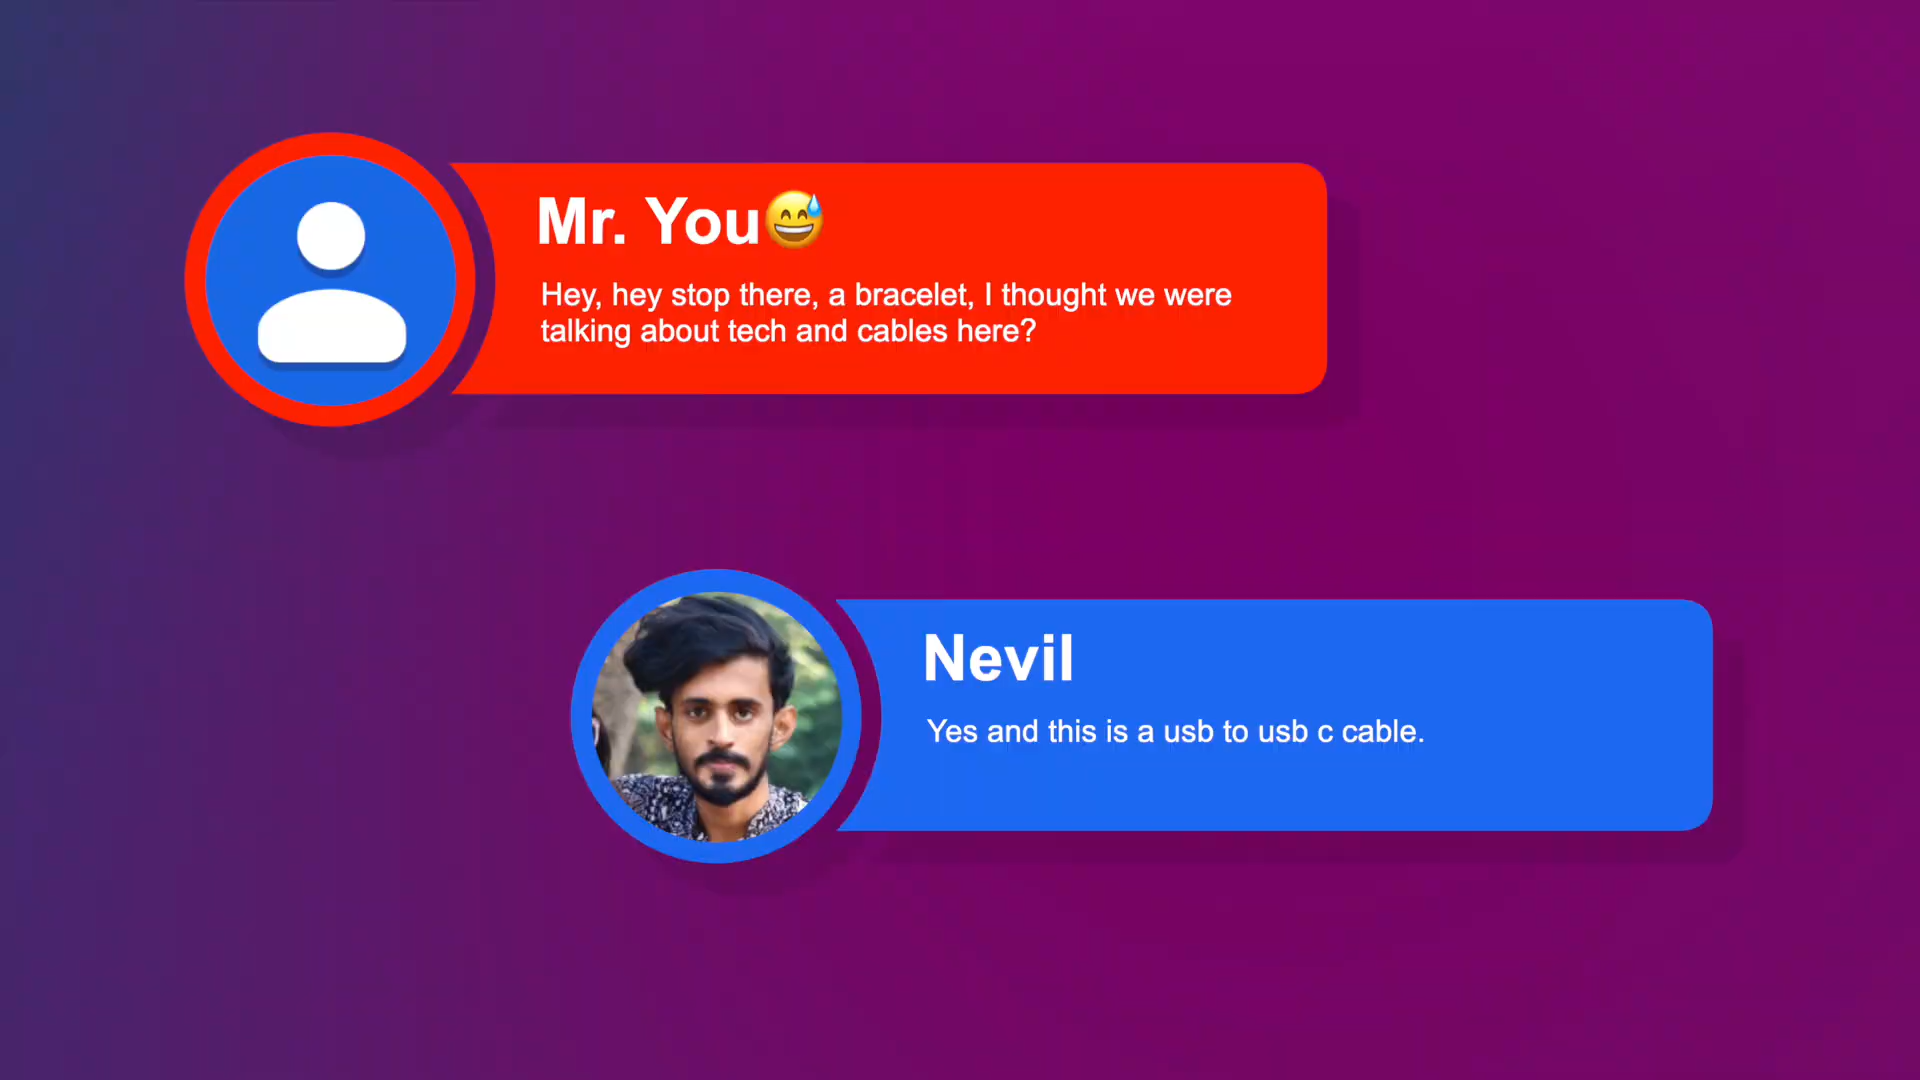 Mr. You😅
Hey, hey stop there, a bracelet, I thought we were
talking about tech and cables here?
Nevil
Yes and this is a usb to usb c cable.